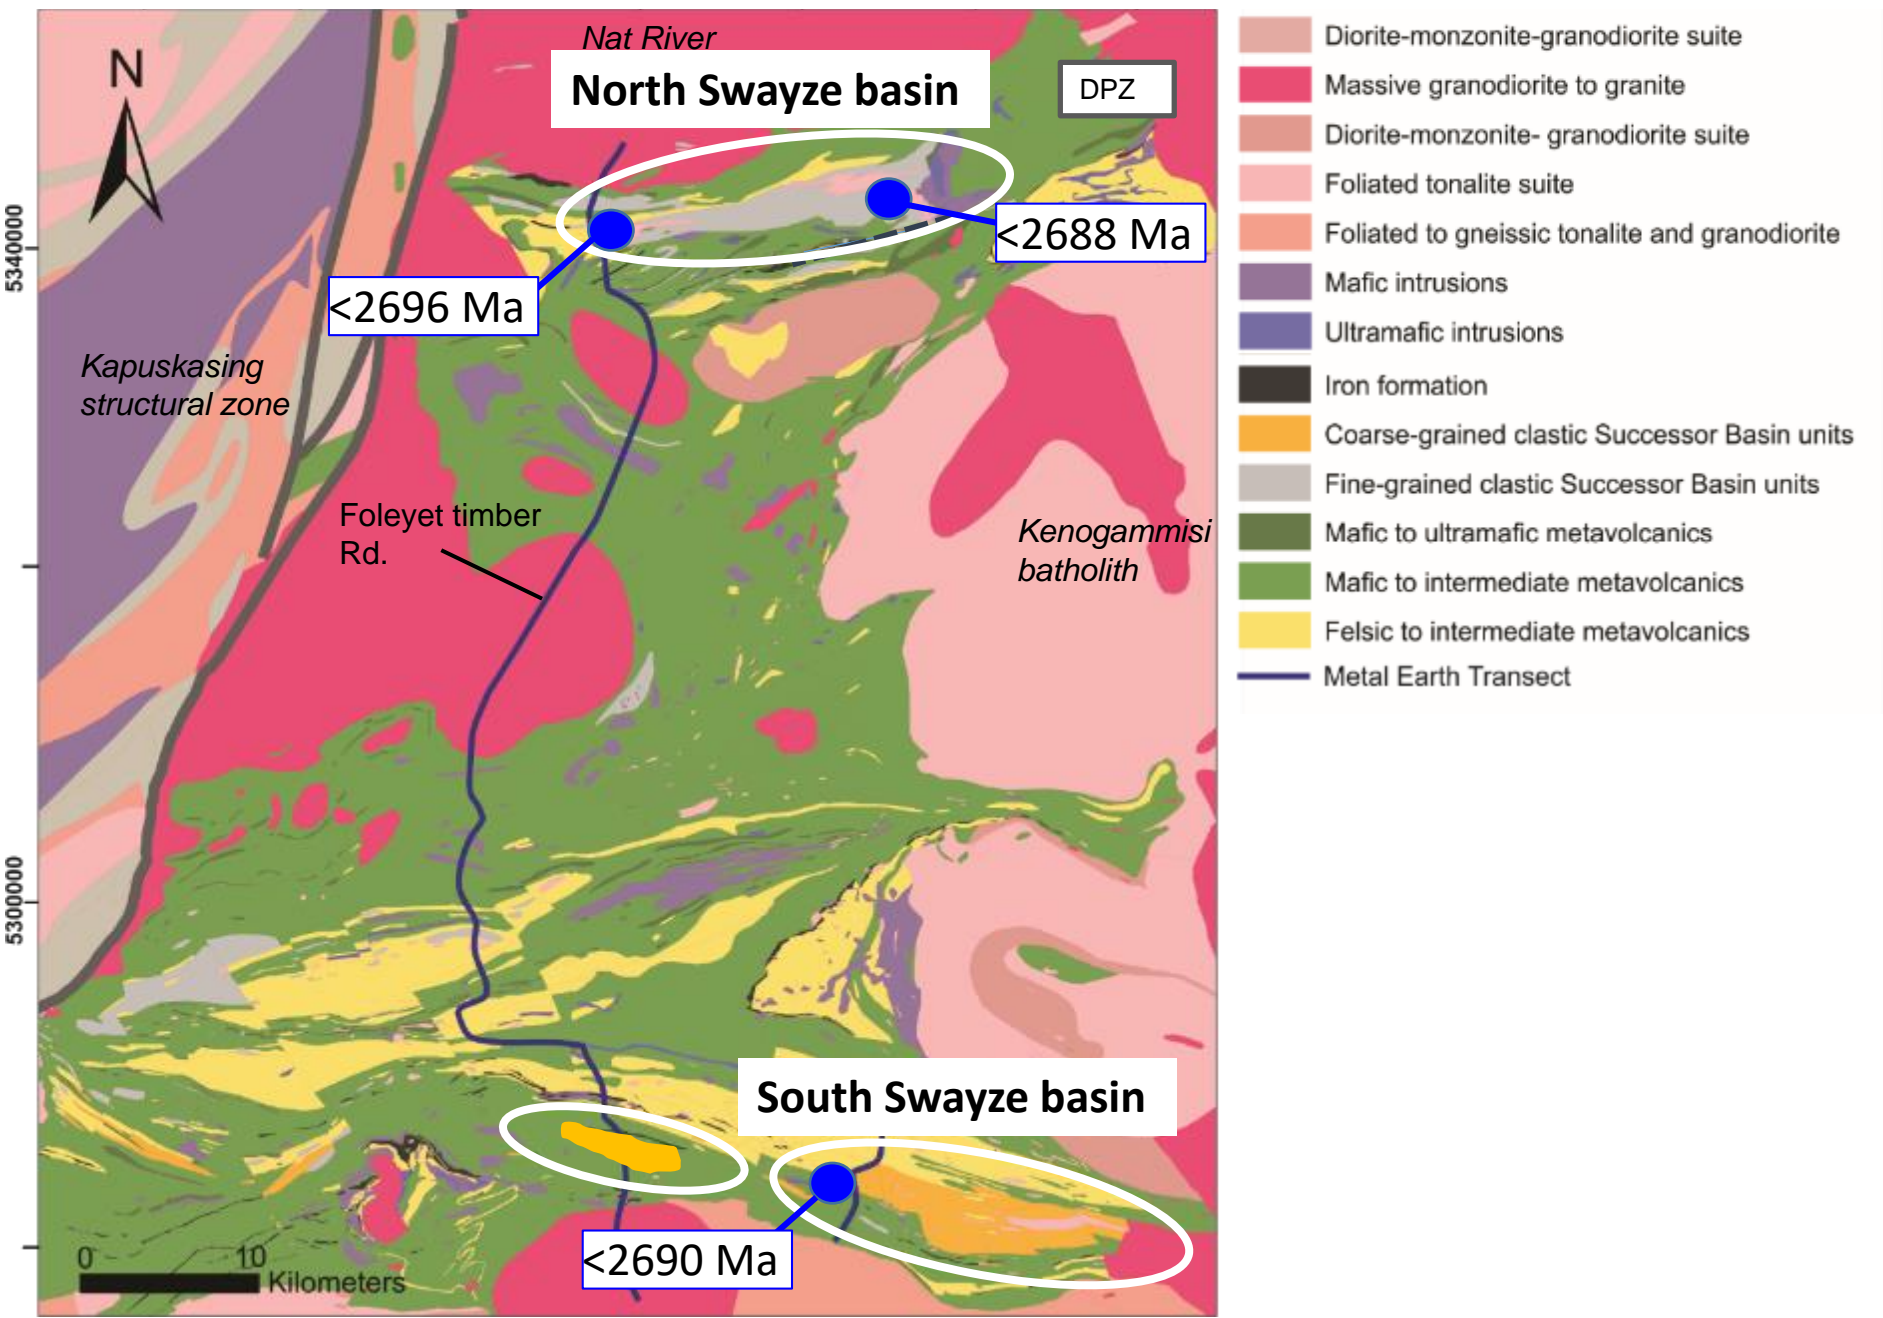 Nat River
N
North Swayze basin
DPZ
5340000
<2688 Ma
<2696 Ma
Kapuskasing
structural zone
Foleyet timber
Rd.
Kenogammisi
batholith
5300000
South Swayze basin
<2690 Ma
0 10
Kilometers
Diorite-monzonite-granodiorite suite
Massive granodiorite to granite
Diorite-monzonite- granodiorite suite
Foliated tonalite suite
Foliated to gneissic tonalite and granodiorite
Mafic intrusions
Ultramafic intrusions
Iron formation
Coarse-grained clastic Successor Basin units
Fine-grained clastic Successor Basin units
Mafic to ultramafic metavolcanics
Mafic to intermediate metavolcanics
Felsic to intermediate metavolcanics
Metal Earth Transect